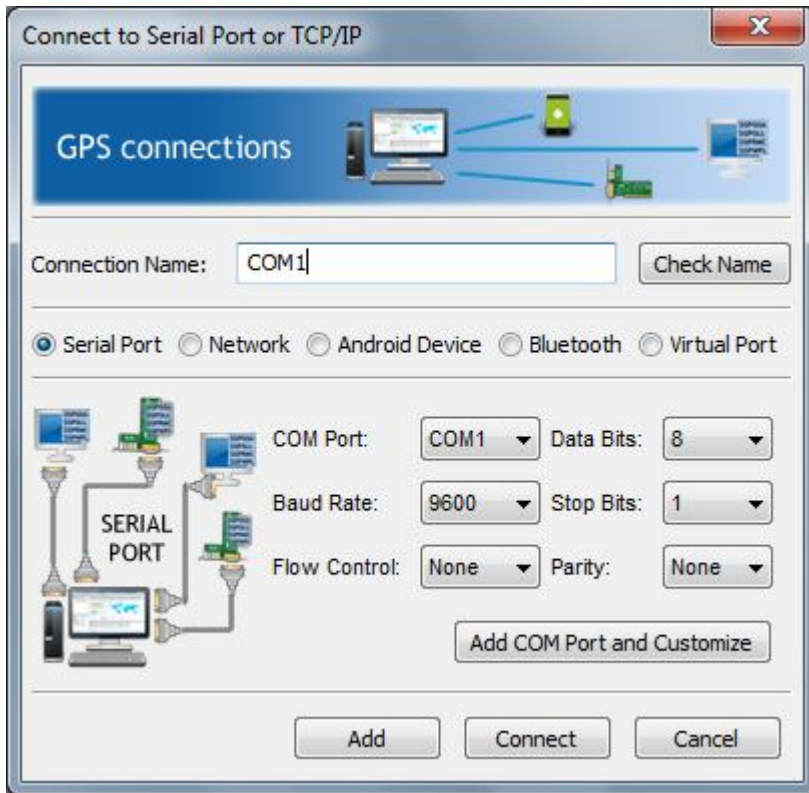 Connect to Serial Port or TCP/IP
GPS connections
Connection Name: COM1 Check Name
Serial Port Network Android Device Bluetooth Virtual Port
COM Port: COM1 Data Bits: 8
Baud Rate: 9600 Stop Bits: 1
SERIAL
PORT
Flow Control: None Parity: None
Add COM Port and Customize
Add Connect Cancel